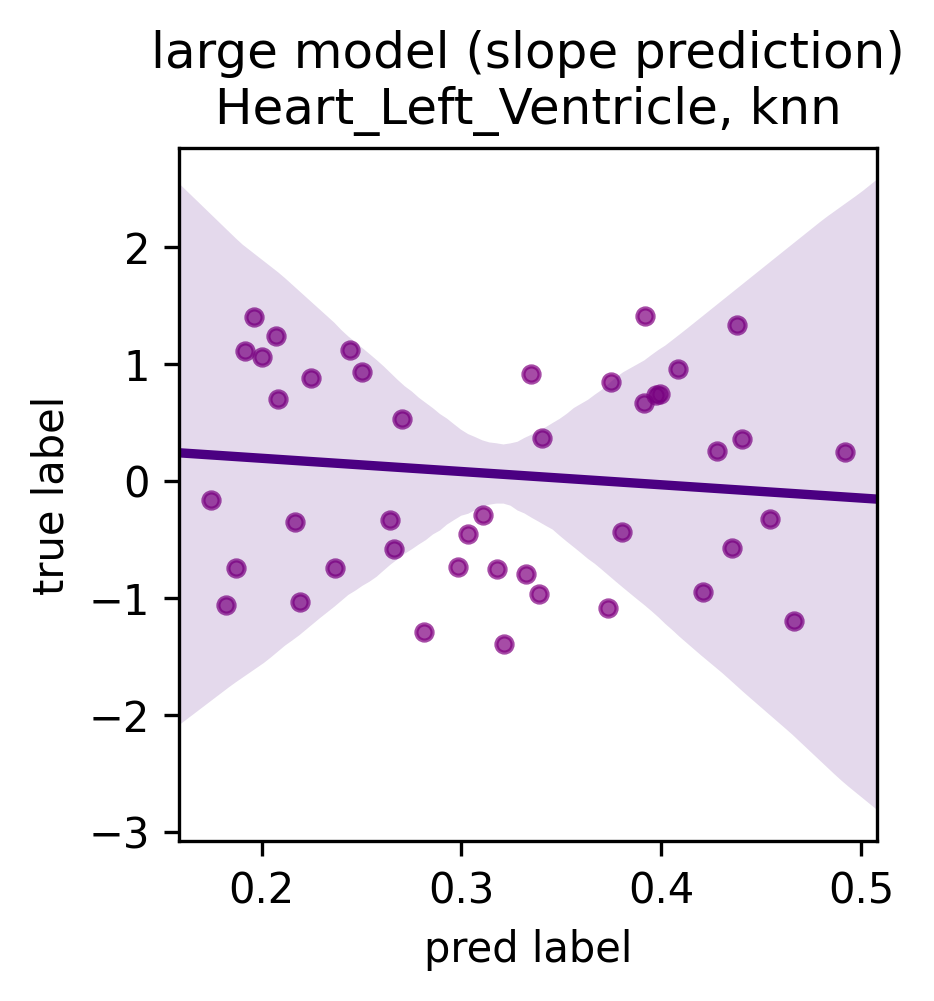 large model (slope prediction)
Heart_Left_Ventricle, knn
2
1
0
−1
−2
−3
true label
0.2 0.3 0.4 0.5
pred label